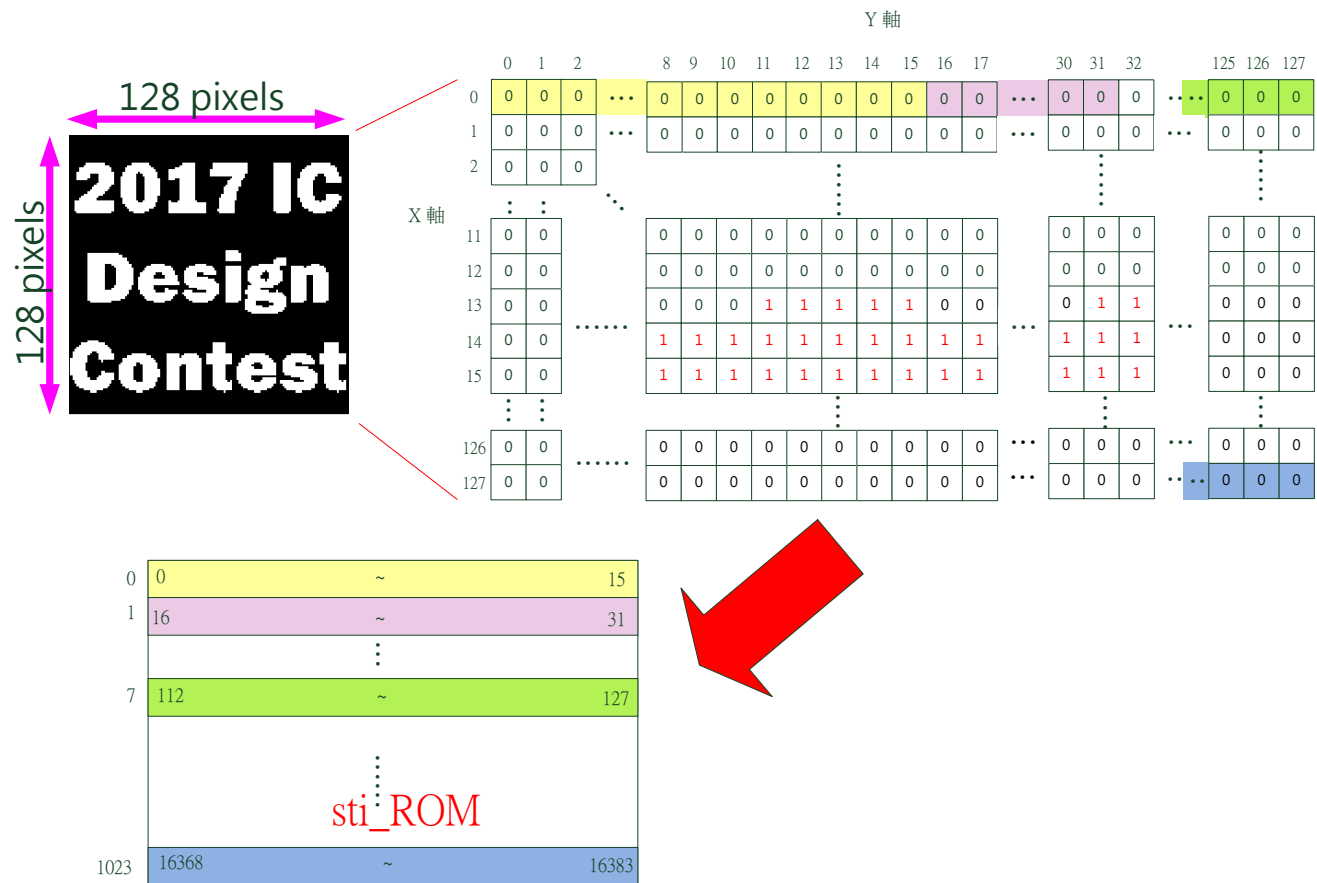 Y 軸
0 1 2 8 9 10 11 12 13 14 15 16 17 30 31 32 125 126 127
128 pixels
128 pixels
2017 IC
Design
Contest
X 軸
0 0 0 0 ... 0 0 0 0 0 0 0 0 0 0 ... 0 0 0 .... 0 0 0
1 0 0 0 ... 0 0 0 0 0 0 0 0 0 0 ... 0 0 0 ... 0 0 0
2 0 0 0
11 0 0 0 0 0 0 0 0 0 0 0 0 0 0 0 0 0 0
12 0 0 0 0 0 0 0 0 0 0 0 0 0 0 0 0 0 0
13 0 0 ...... 0 0 0 1 1 1 1 1 0 0 ... 0 1 1 ... 0 0 0
14 0 0 1 1 1 1 1 1 1 1 1 1 1 1 1 0 0 0
15 0 0 1 1 1 1 1 1 1 1 1 1 1 1 1 0 0 0
126 0 0 ...... 0 0 0 0 0 0 0 0 0 0 ... 0 0 0 ... 0 0 0
127 0 0 0 0 0 0 0 0 0 0 0 0 ... 0 0 0 .... 0 0 0
0 0 ~ 15
1 16 ~ 31
7 112 ~ 127
sti_ROM
1023 16368 ~ 16383